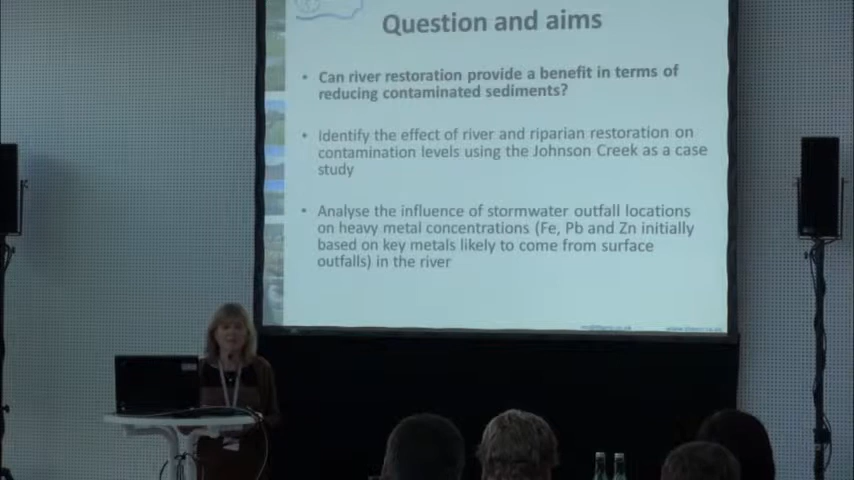 Question and aims
• Can river restoration provide a benefit in terms of
reducing contaminated sediments?
• Identify the effect of river and riparian restoration on
contamination levels using the Johnson Creek as a case
study
• Analyse the influence of stormwater outfall locations
on heavy metal concentrations (Fe, Pb and Zn initially
based on key metals likely to come from surface
outfalls) in the river